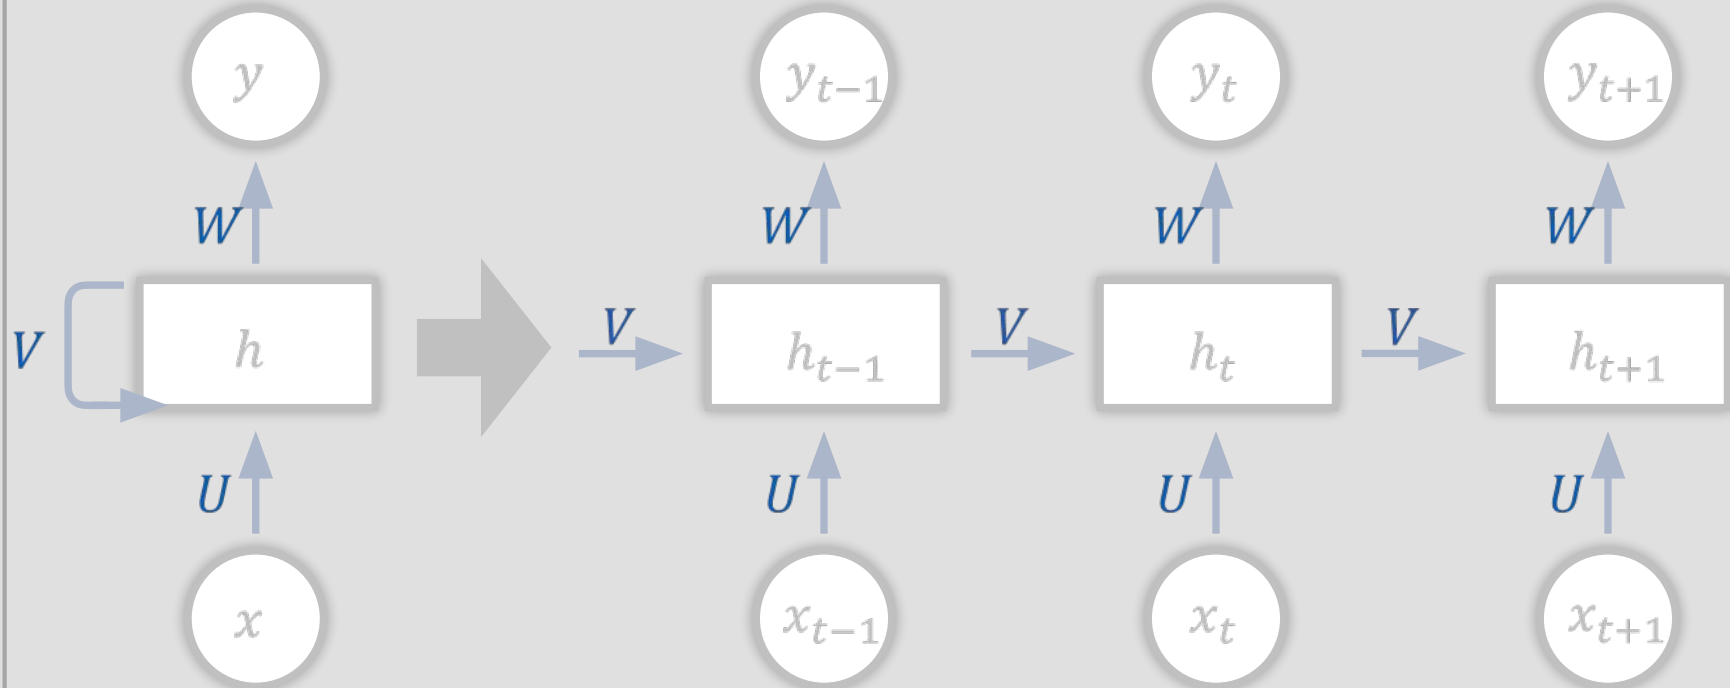 y y_{t-1} y_t y_{t+1}
W W W W
V h V h_{t-1} V h_t V h_{t+1}
U U U U
x x_{t-1} x_t x_{t+1}